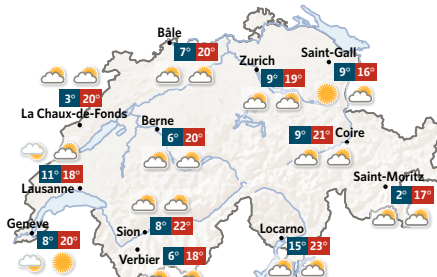 Bâle
7° 20°
Zurich
9° 19°
Saint-Gall
9° 16°
3° 20°
La Chaux-de-Fonds
Berne
6° 20°
9° 21°
Coire
11° 18°
Lausanne
Saint-Moritz
2° 17°
Genève
8° 20°
Sion
8° 22°
Verbier
6° 18°
Locarno
15° 23°